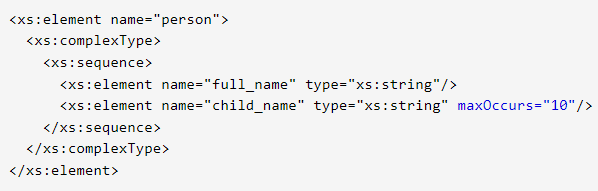 <xs:element name="person">
  <xs:complexType>
    <xs:sequence>
      <xs:element name="full_name" type="xs:string"/>
      <xs:element name="child_name" type="xs:string" maxOccurs="10"/>
    </xs:sequence>
  </xs:complexType>
</xs:element>